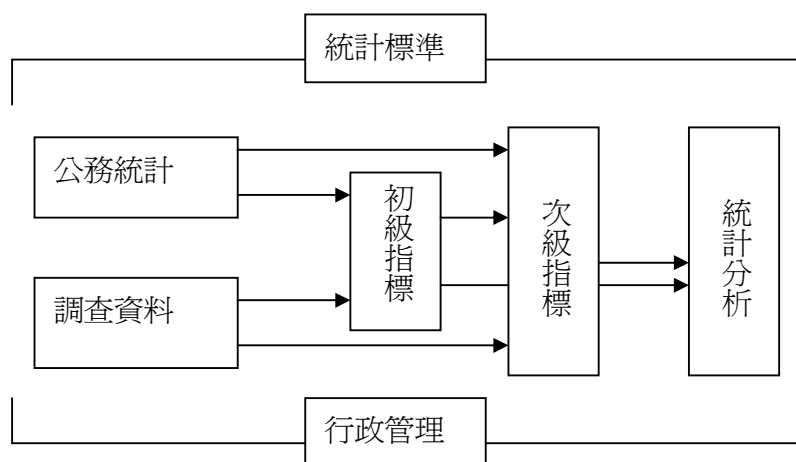 統計標準
公務統計
調查資料
初級指標
次級指標
統計分析
行政管理